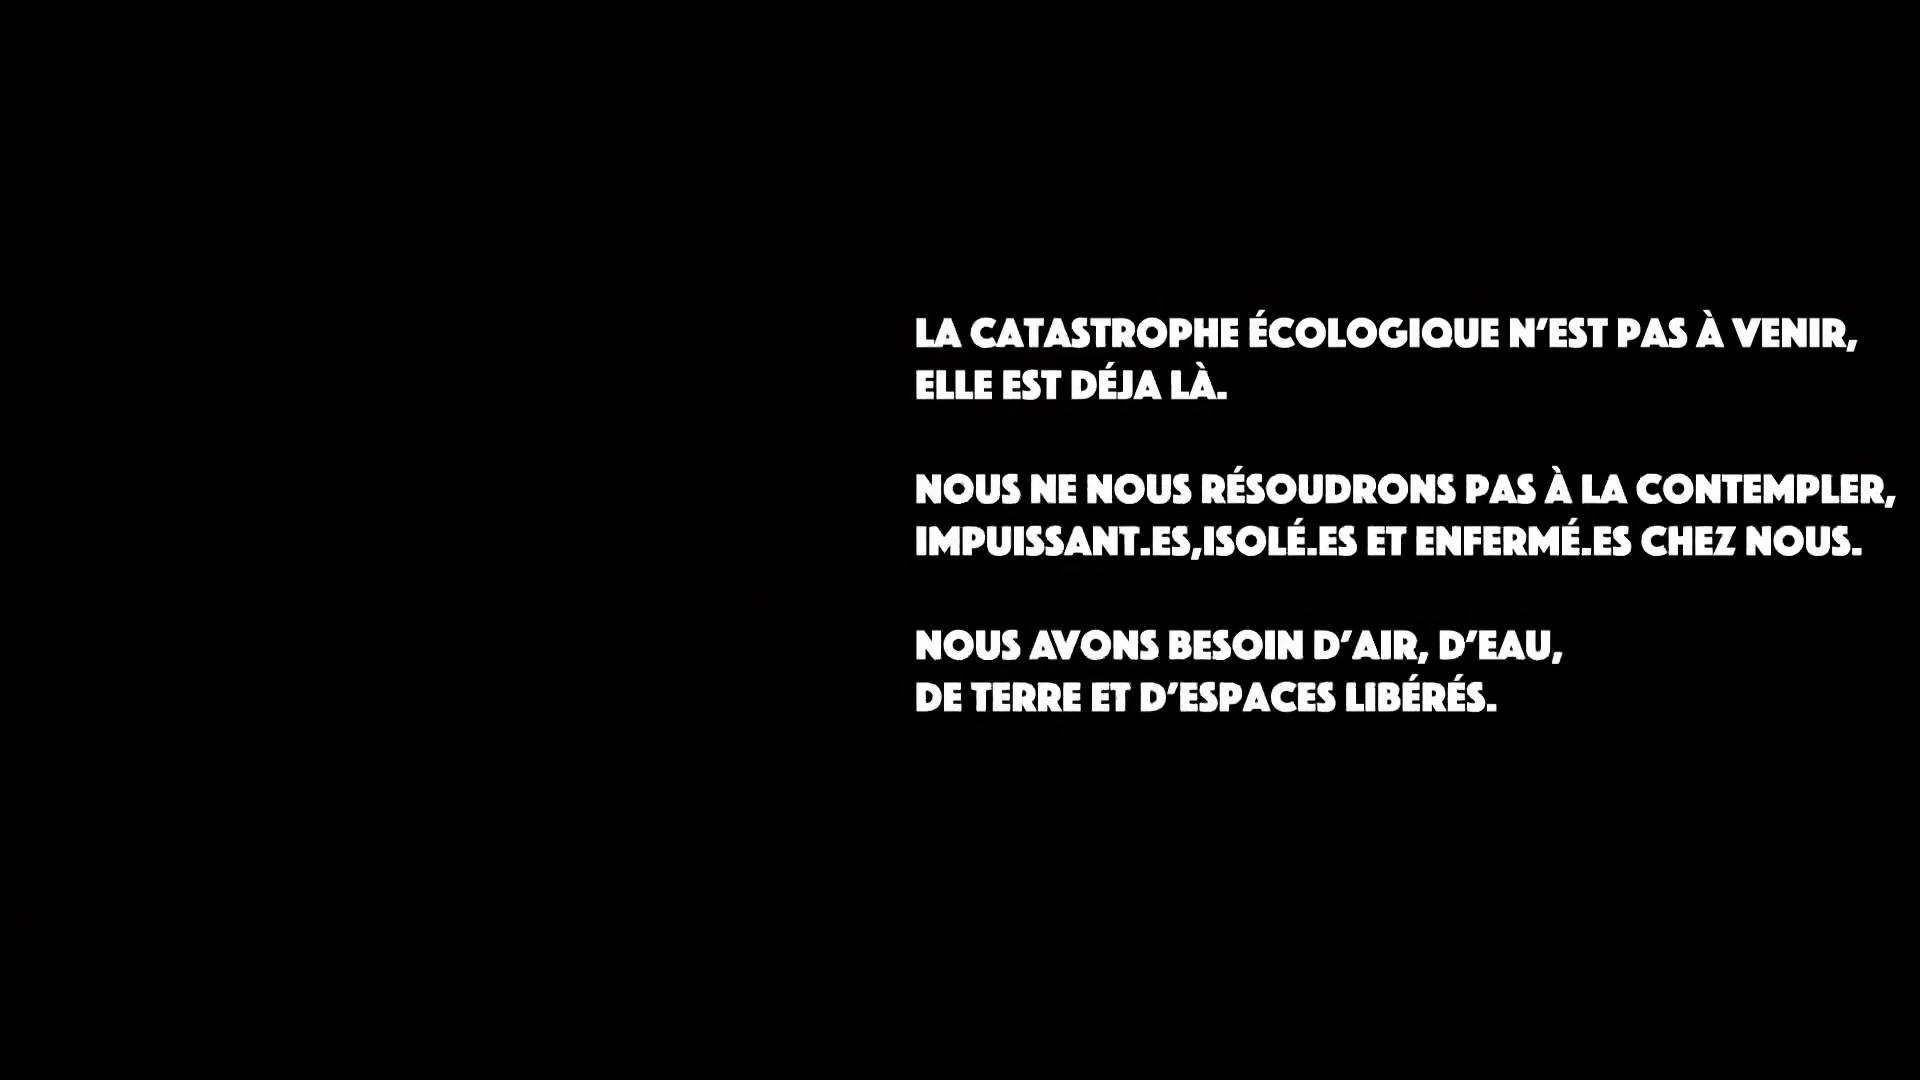 LA CATASTROPHE ÉCOLOGIQUE N'EST PAS À VENIR,
ELLE EST DÉJA LÀ.
NOUS NE NOUS RÉSOUDRONS PAS À LA CONTEMPLER,
IMPUISSANT.ES,ISOLÉ.ES ET ENFERMÉ.ES CHEZ NOUS.
NOUS AVONS BESOIN D'AIR, D'EAU,
DE TERRE ET D'ESPACES LIBÉRÉS.